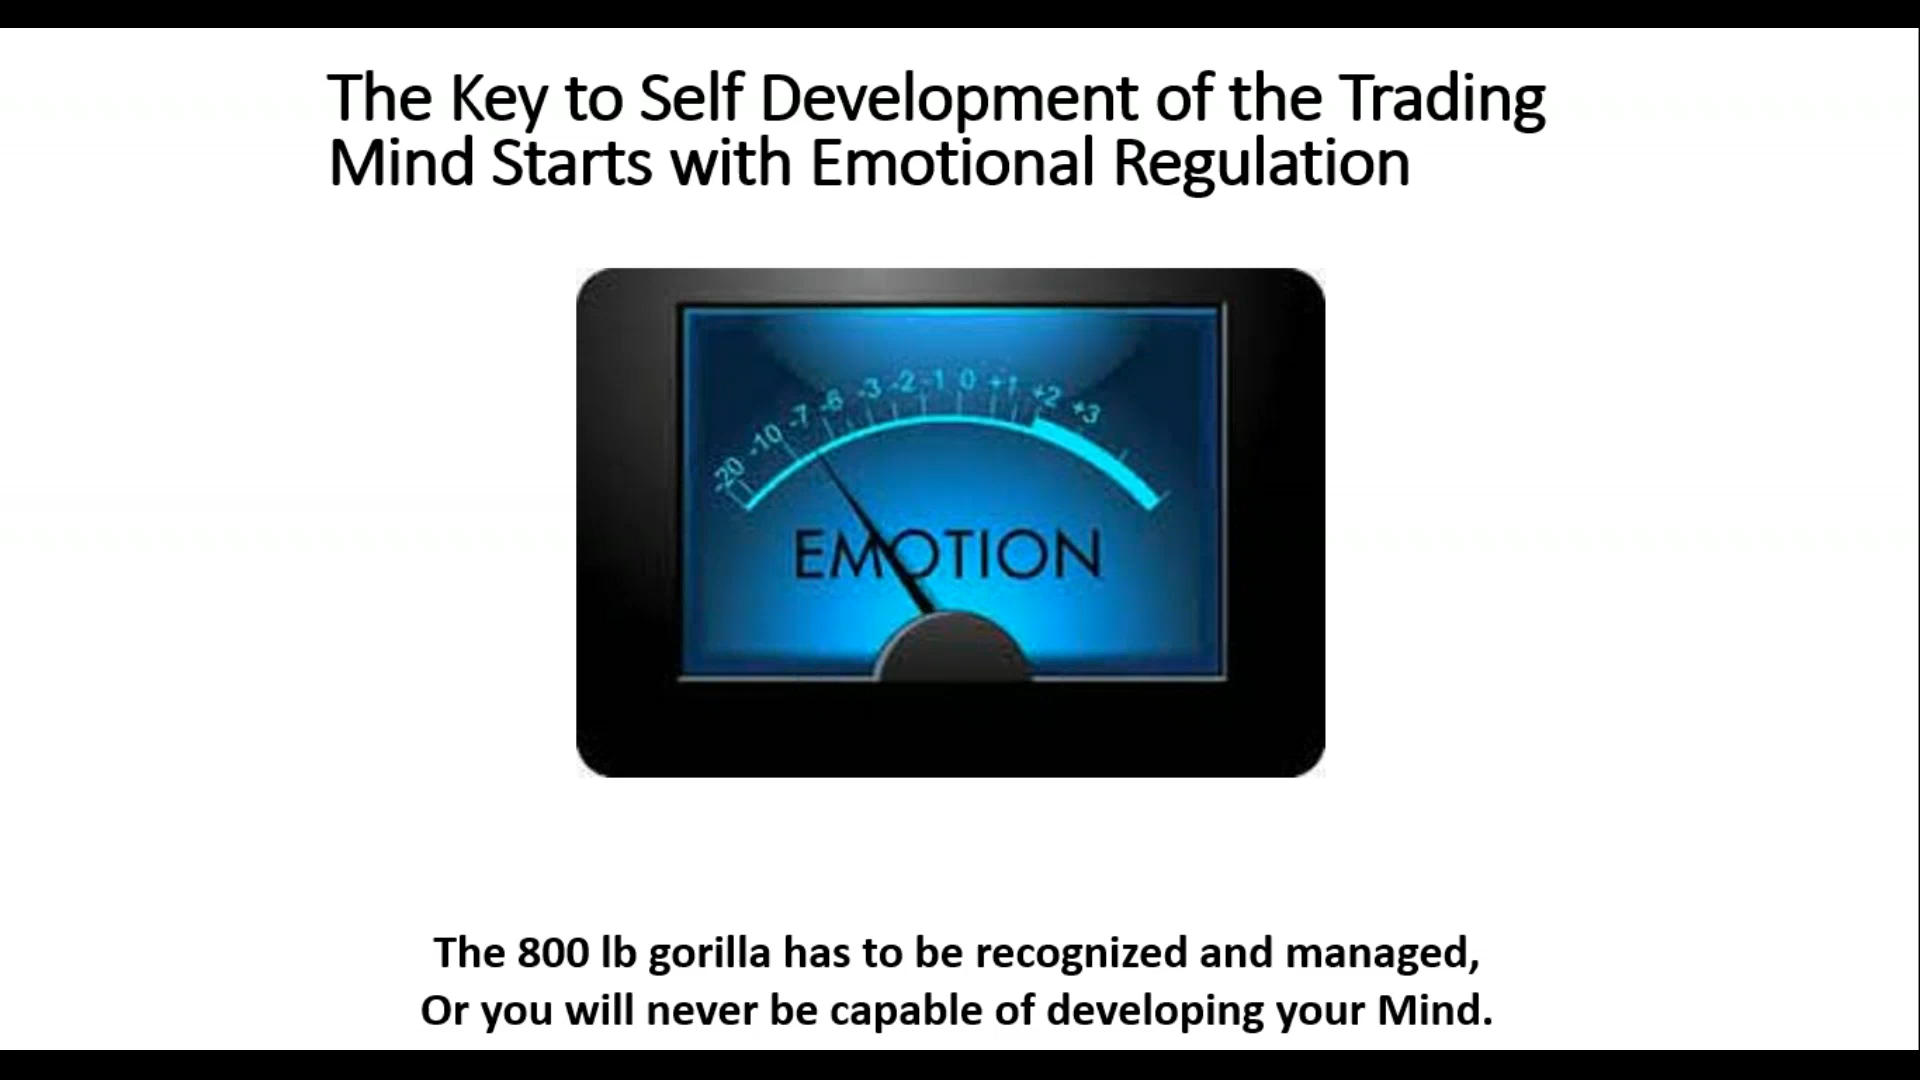 The Key to Self Development of the Trading
Mind Starts with Emotional Regulation
-20 -10 -7 -6 -3 -2 -1 0 +1 +2 +3
EMOTION
The 800 lb gorilla has to be recognized and managed,
Or you will never be capable of developing your Mind.